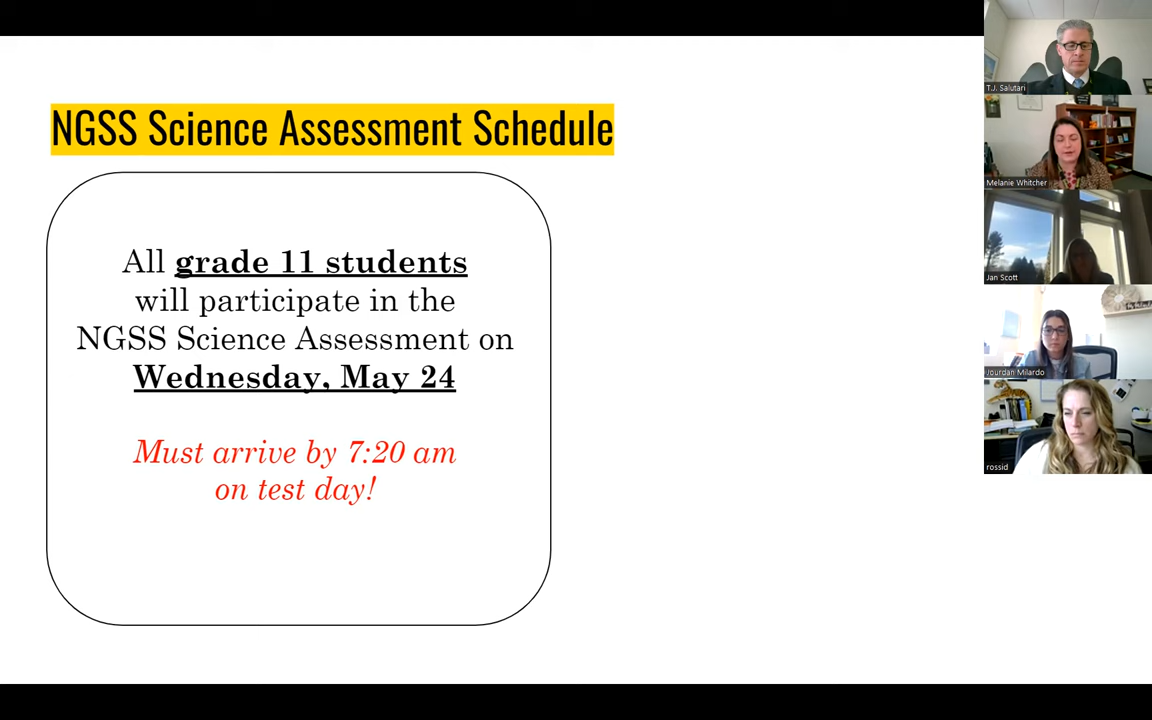 NGSS Science Assessment Schedule
All grade 11 students
will participate in the
NGSS Science Assessment on
Wednesday, May 24
Must arrive by 7:20 am
on test day!
T.J. Salutari
Melanie Whitcher
Jan Scott
Jourdan Milardo
rossid